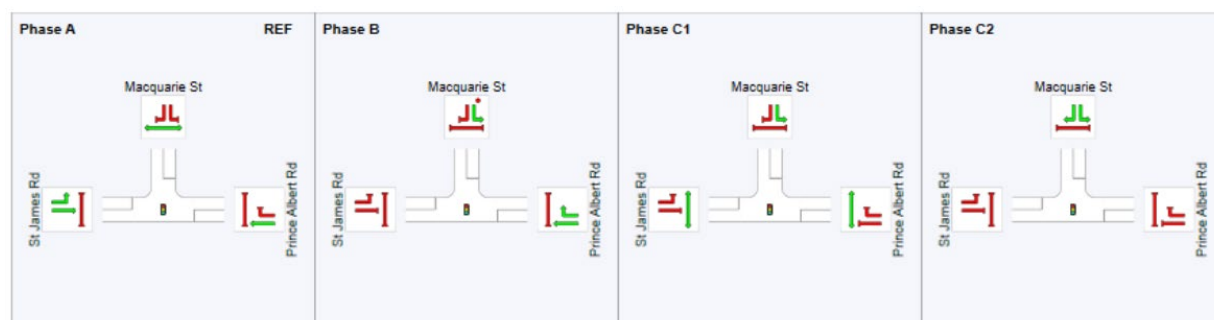 Phase A REF
Macquarie St
St James Rd
Prince Albert Rd
Phase B
Macquarie St
St James Rd
Prince Albert Rd
Phase C1
Macquarie St
St James Rd
Prince Albert Rd
Phase C2
Macquarie St
St James Rd
Prince Albert Rd